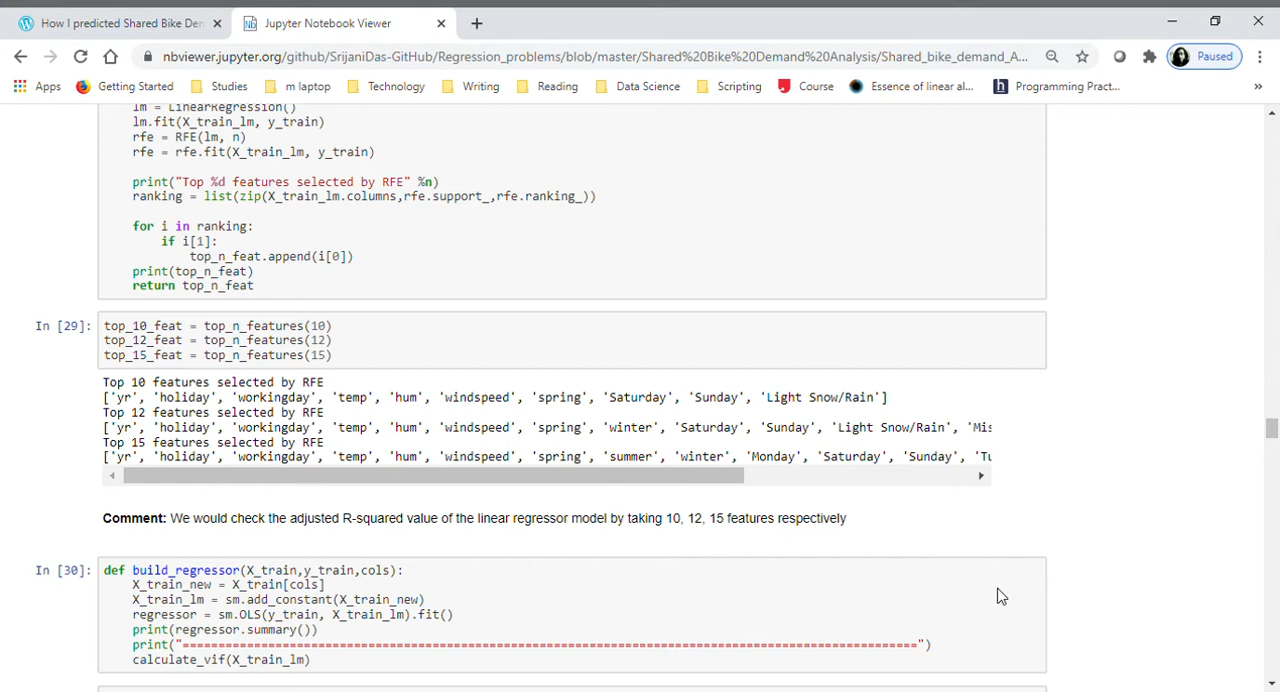 How I predicted Shared Bike Den
Jupyter Notebook Viewer
nbviewer.jupyter.org/github/SrijaniDas-GitHub/Regression_problems/blob/master/Shared%20Bike%20Demand%20Analysis/Shared_bike_demand_A...
Paused
Apps
Getting Started
Studies
m laptop
Technology
Writing
Reading
Data Science
Scripting
Course
Essence of linear al...
Programming Pract...
»
lm = LinearRegression()
lm.fit(X_train_lm, y_train)
rfe = RFE(lm, n)
rfe = rfe.fit(X_train_lm, y_train)
print("Top %d features selected by RFE" %n)
ranking = list(zip(X_train_lm.columns,rfe.support_,rfe.ranking_))
for i in ranking:
if i[1]:
top_n_feat.append(i[0])
print(top_n_feat)
return top_n_feat
In [29]: top_10_feat = top_n_features(10)
top_12_feat = top_n_features(12)
top_15_feat = top_n_features(15)
Top 10 features selected by RFE
['yr', 'holiday', 'workingday', 'temp', 'hum', 'windspeed', 'spring', 'Saturday', 'Sunday', 'Light Snow/Rain']
Top 12 features selected by RFE
['yr', 'holiday', 'workingday', 'temp', 'hum', 'windspeed', 'spring', 'winter', 'Saturday', 'Sunday', 'Light Snow/Rain', 'Mis
Top 15 features selected by RFE
['yr', 'holiday', 'workingday', 'temp', 'hum', 'windspeed', 'spring', 'summer', 'winter', 'Monday', 'Saturday', 'Sunday', 'Tu
Comment: We would check the adjusted R-squared value of the linear regressor model by taking 10, 12, 15 features respectively
In [30]: def build_regressor(X_train,y_train,cols):
X_train_new = X_train[cols]
X_train_lm = sm.add_constant(X_train_new)
regressor = sm.OLS(y_train, X_train_lm).fit()
print(regressor.summary())
print("=======================================================================================================")
calculate_vif(X_train_lm)